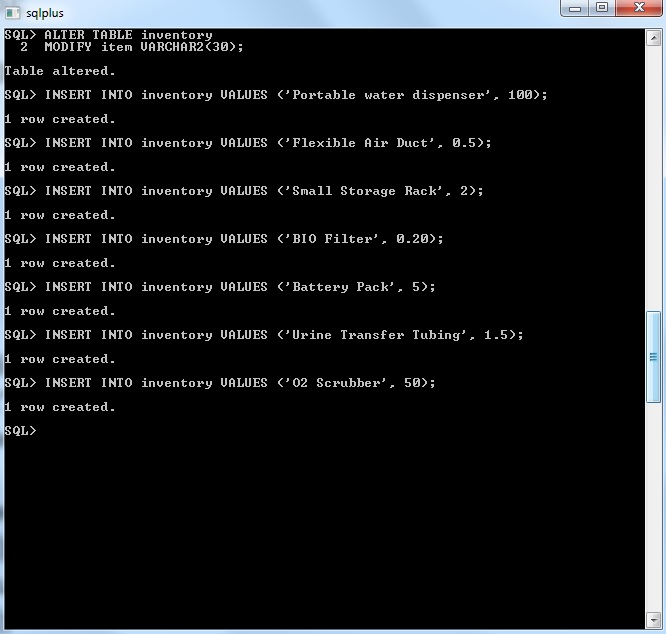 sqlplus
SQL> ALTER TABLE inventory
2 MODIFY item VARCHAR2(30);
Table altered.
SQL> INSERT INTO inventory VALUES ('Portable water dispenser', 100);
1 row created.
SQL> INSERT INTO inventory VALUES ('Flexible Air Duct', 0.5);
1 row created.
SQL> INSERT INTO inventory VALUES ('Small Storage Rack', 2);
1 row created.
SQL> INSERT INTO inventory VALUES ('BIO Filter', 0.20);
1 row created.
SQL> INSERT INTO inventory VALUES ('Battery Pack', 5);
1 row created.
SQL> INSERT INTO inventory VALUES ('Urine Transfer Tubing', 1.5);
1 row created.
SQL> INSERT INTO inventory VALUES ('O2 Scrubber', 50);
1 row created.
SQL>